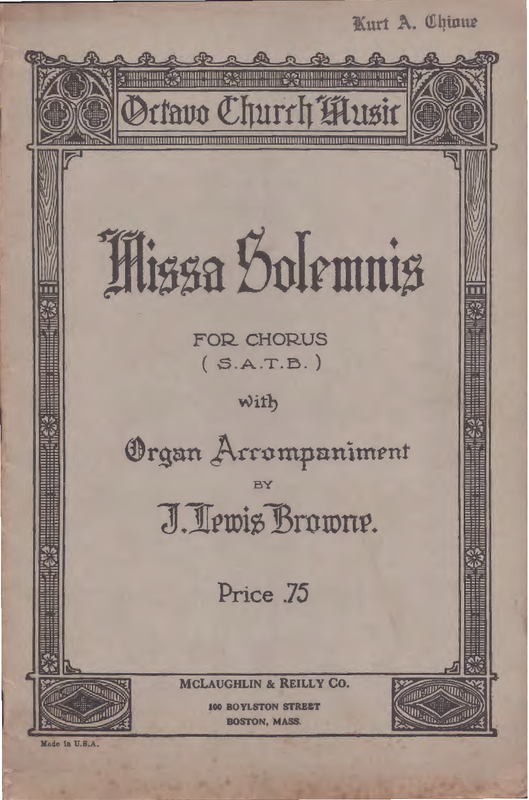 Kurt A. Chione
Octavo Church Music
Missa Solemnis
FOR CHORUS
( S.A.T.B. )
with
Organ Accompaniment
BY
J. Lewis Browne.
Price .75
MCLAUGHLIN & REILLY CO.
100 BOYLSTON STREET
BOSTON, MASS.
Made in U.S.A.